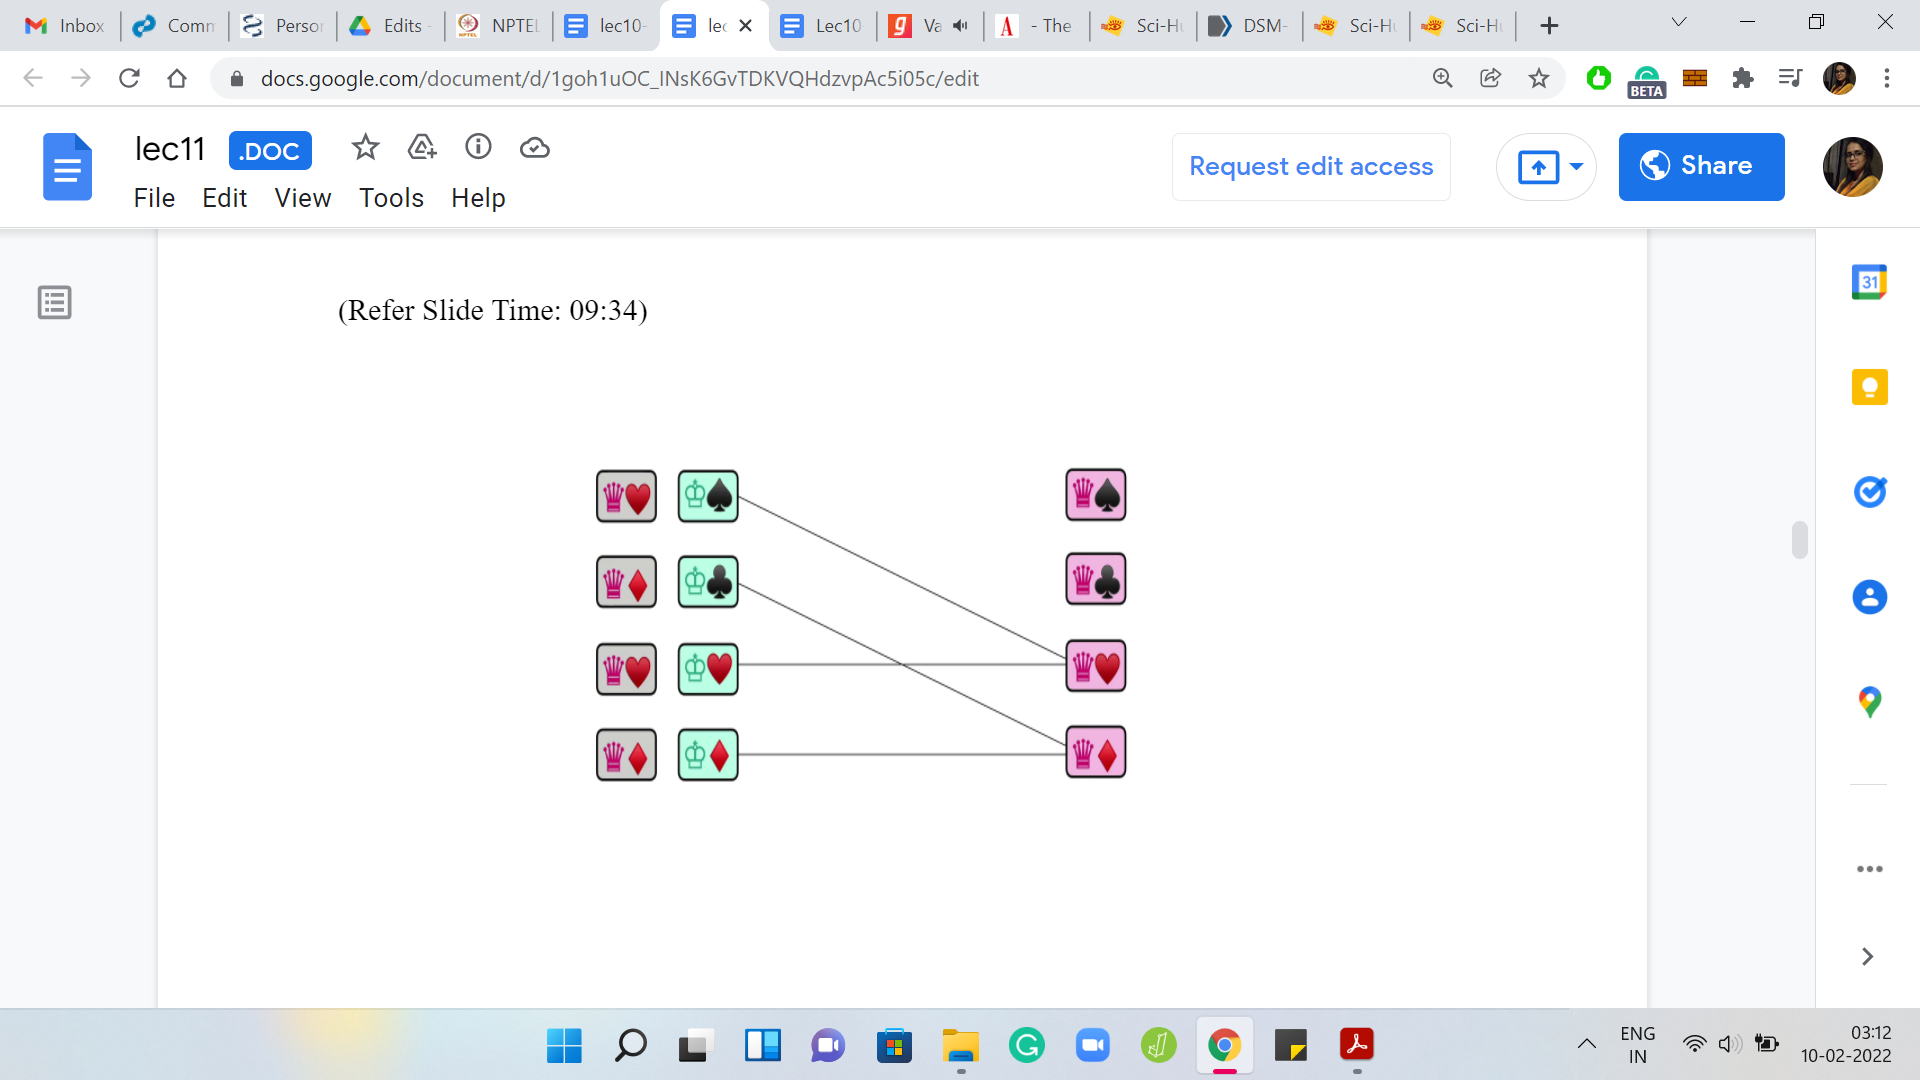 Inbox
Comm
Person
Edits -
NPTEL
lec10-
lec
Lec10
Va
- The
Sci-Hu
DSM-
Sci-Hu
Sci-Hu
docs.google.com/document/d/1goh1uOC_INsK6GvTDKVQHdzvpAc5i05c/edit
BETA
lec11 .DOC
File Edit View Tools Help
Request edit access
Share
31
(Refer Slide Time: 09:34)
ENG
IN
03:12
10-02-2022